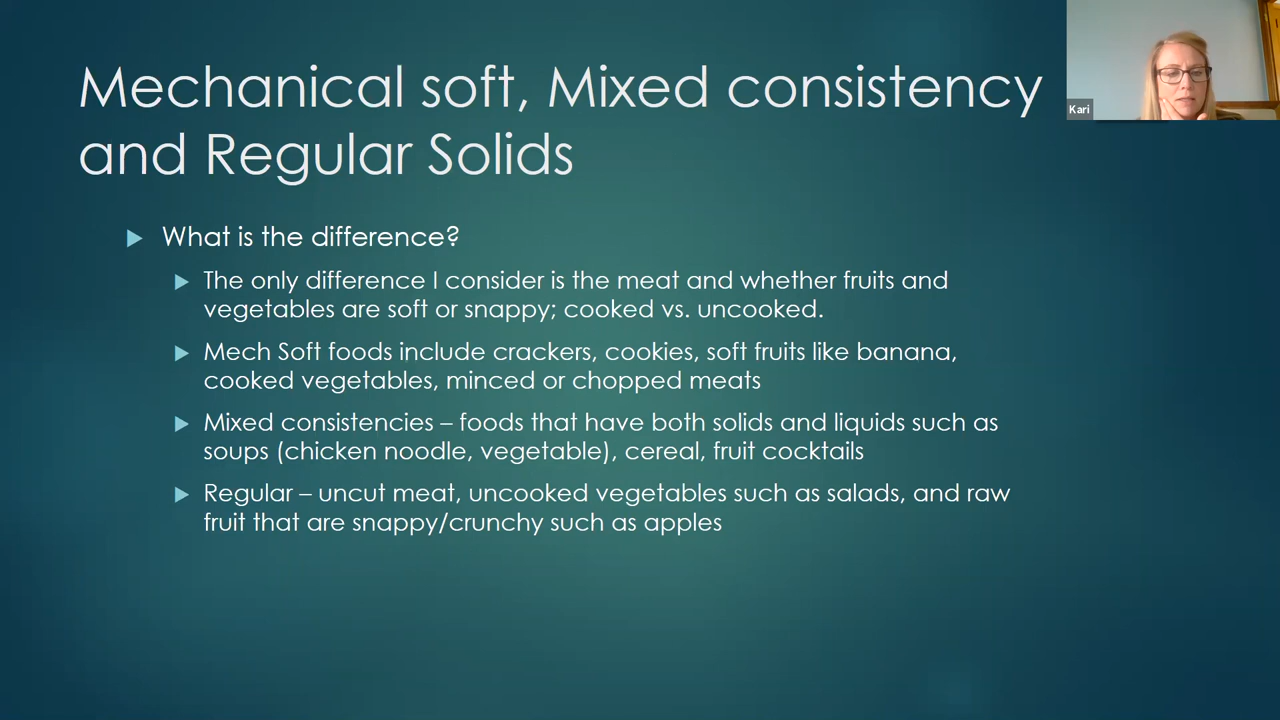 Mechanical soft, Mixed consistency
and Regular Solids
Kari
What is the difference?
The only difference I consider is the meat and whether fruits and
vegetables are soft or snappy; cooked vs. uncooked.
Mech Soft foods include crackers, cookies, soft fruits like banana,
cooked vegetables, minced or chopped meats
Mixed consistencies – foods that have both solids and liquids such as
soups (chicken noodle, vegetable), cereal, fruit cocktails
Regular – uncut meat, uncooked vegetables such as salads, and raw
fruit that are snappy/crunchy such as apples